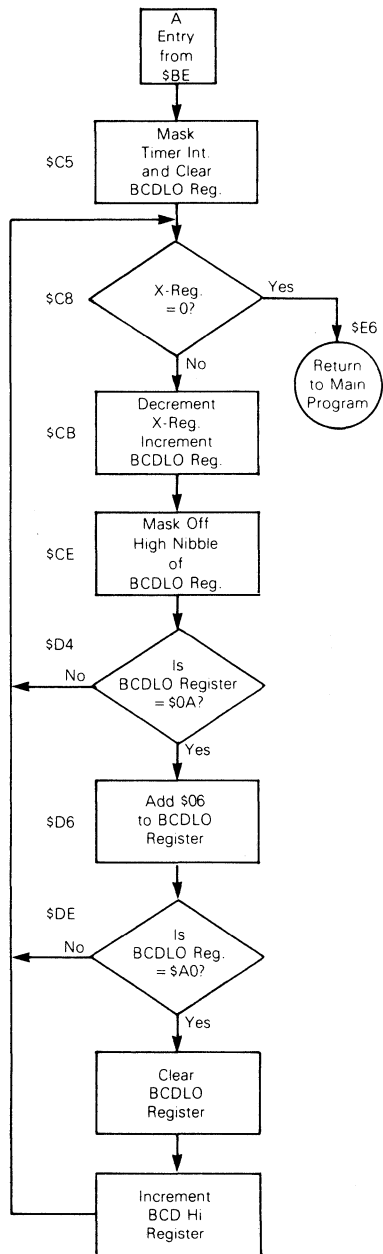 A
Entry
from
$BE
$C5
Mask
Timer Int.
and Clear
BCDLO Reg.
$C8
X-Reg.
= 0?
Yes
$E6
Return
to Main
Program
No
$CB
Decrement
X-Reg.
Increment
BCDLO Reg.
$CE
Mask Off
High Nibble
of
BCDLO Reg.
$D4
No
Is
BCDLO Register
= $0A?
Yes
$D6
Add $06
to BCDLO
Register
$DE
No
Is
BCDLO Reg.
= $A0?
Yes
Clear
BCDLO
Register
Increment
BCD Hi
Register